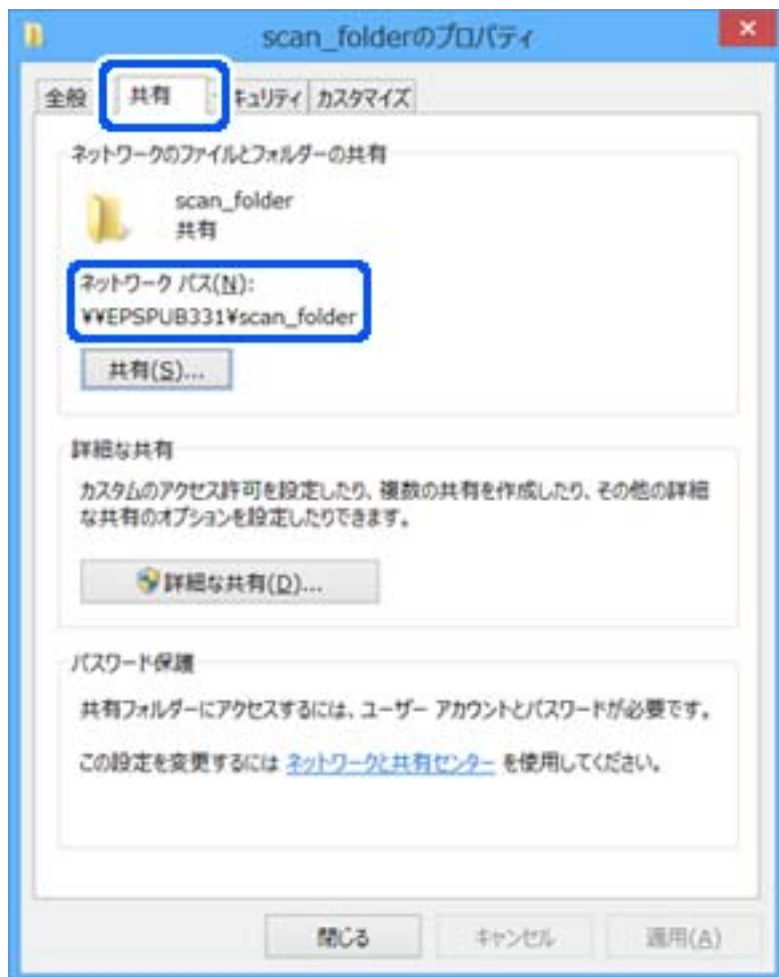 scan_folderのプロパティ
全般 共有 キュリティ カスタマイズ
ネットワークのファイルとフォルダーの共有
scan_folder
共有
ネットワーク パス(N):
¥¥EPSPUB331¥scan_folder
共有(S)...
詳細な共有
カスタムのアクセス許可を設定したり、複数の共有を作成したり、その他の詳細
な共有のオプションを設定したりできます。
詳細な共有(D)...
パスワード保護
共有フォルダーにアクセスするには、ユーザー アカウントとパスワードが必要です。
この設定を変更するには ネットワークと共有センター を使用してください。
閉じる キャンセル 適用(A)